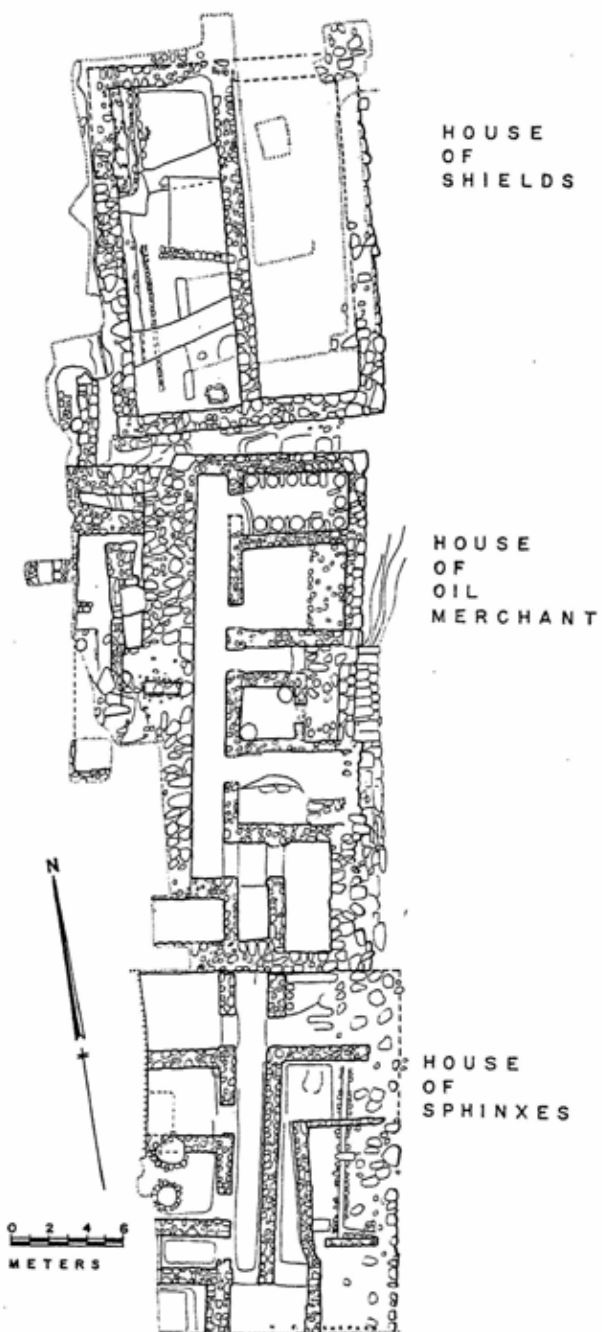 HOUSE
OF
SHIELDS
HOUSE
OF
OIL
MERCHANT
N
HOUSE
OF
SPHINXES
0 2 4 6
METERS